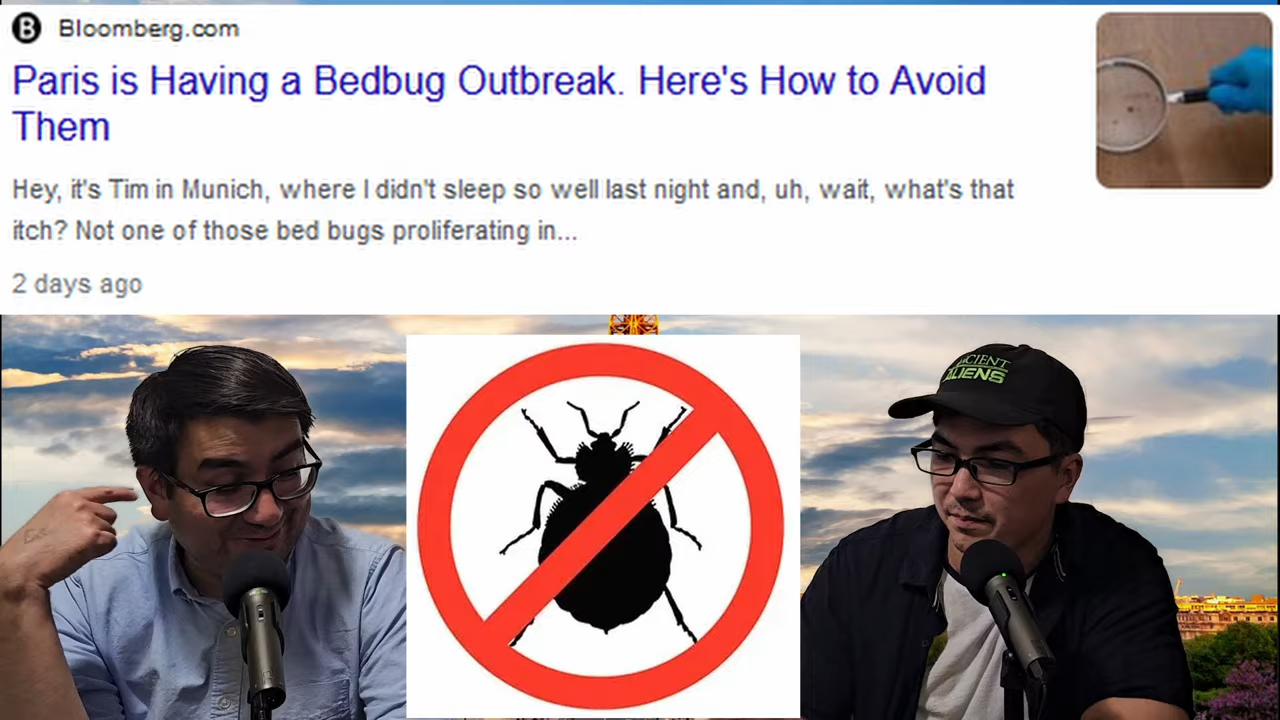 B Bloomberg.com
Paris is Having a Bedbug Outbreak. Here's How to Avoid
Them
Hey, it's Tim in Munich, where I didn't sleep so well last night and, uh, wait, what's that
itch? Not one of those bed bugs proliferating in...
2 days ago
ANCIENT
ALIENS